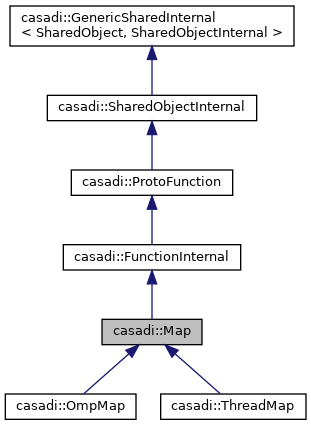 casadi::GenericSharedInternal
< SharedObject, SharedObjectInternal >
casadi::SharedObjectInternal
casadi::ProtoFunction
casadi::FunctionInternal
casadi::Map
casadi::OmpMap
casadi::ThreadMap